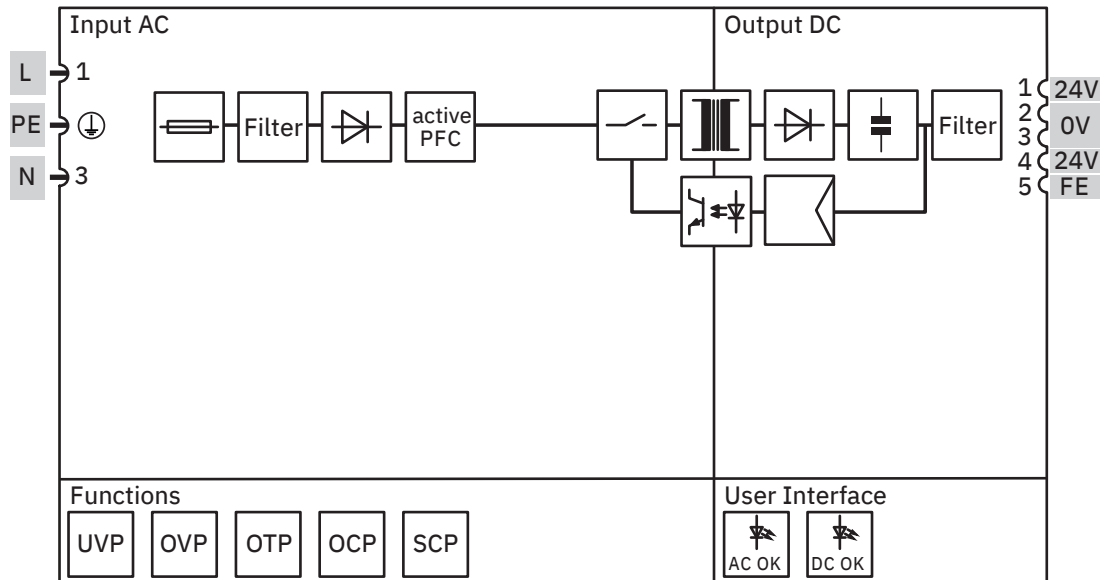 Input AC
Output DC
L
1
PE
N
3
Filter
active
PFC
Filter
1
2
3
4
5
24V
0V
24V
FE
Functions
UVP
OVP
OTP
OCP
SCP
User Interface
AC OK
DC OK